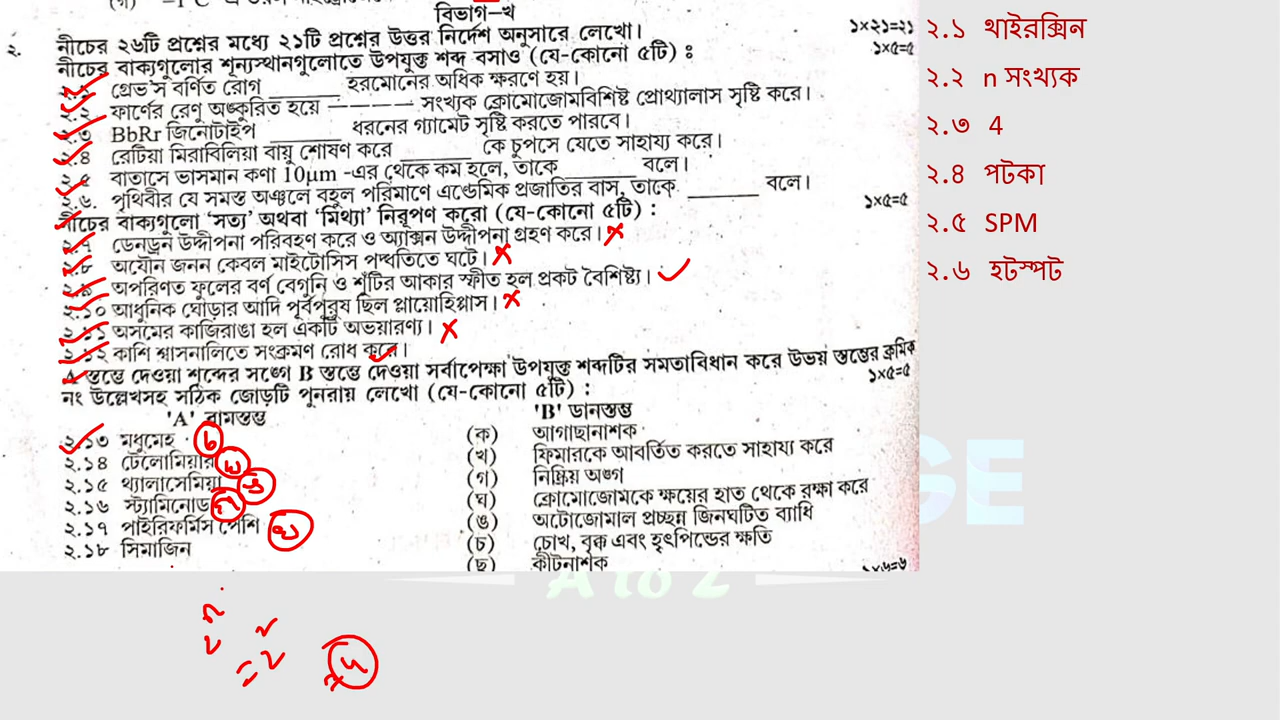 বিভাগ-খ
২. নীচের ২৬টি প্রশ্নের মধ্যে ২১টি প্রশ্নের উত্তর নির্দেশ অনুসারে লেখো। ১×২১=২১
নীচের বাক্যগুলোর শূন্যস্থানগুলোতে উপযুক্ত শব্দ বসাও (যে-কোনো ৫টি) : ১×৫=৫
২.১ গ্রেভ'স বর্ণিত রোগ ______ হরমোনের অধিক ক্ষরণে হয়।
২.২ ফার্ণের রেণু অঙ্কুরিত হয়ে ————— সংখ্যক ক্রোমোজোমবিশিষ্ট প্রোথ্যালাস সৃষ্টি করে।
২.৩ BbRr জিনোটাইপ ______ ধরনের গ্যামেট সৃষ্টি করতে পারবে।
২.৪ রেটিয়া মিরাবিলিয়া বায়ু শোষণ করে ______ কে চুপসে যেতে সাহায্য করে।
২.৫ বাতাসে ভাসমান কণা 10μm -এর থেকে কম হলে, তাকে ______ বলে।
২.৬. পৃথিবীর যে সমস্ত অঞ্চলে বহুল পরিমাণে এন্ডেমিক প্রজাতির বাস, তাকে ______ বলে।
নীচের বাক্যগুলো 'সত্য' অথবা 'মিথ্যা' নিরূপণ করো (যে-কোনো ৫টি) : ১×৫=৫
২.৭ ডেনড্রন উদ্দীপনা পরিবহণ করে ও অ্যাক্সন উদ্দীপনা গ্রহণ করে।
২.৮ অযৌন জনন কেবল মাইটোসিস পদ্ধতিতে ঘটে।
২.৯ অপরিণত ফুলের বর্ণ বেগুনি ও শুঁটির আকার স্ফীত হল প্রকট বৈশিষ্ট্য।
২.১০ আধুনিক ঘোড়ার আদি পূর্বপুরুষ ছিল প্লায়োহিপ্পাস।
২.১১ অসমের কাজিরাঙা হল একটি অভয়ারণ্য।
২.১২ কাশি শ্বাসনালিতে সংক্রমণ রোধ করে।
A স্তম্ভে দেওয়া শব্দের সঙ্গে B স্তম্ভে দেওয়া সর্বাপেক্ষা উপযুক্ত শব্দটির সমতাবিধান করে উভয় স্তম্ভের ক্রমিক
নং উল্লেখসহ সঠিক জোড়টি পুনরায় লেখো (যে-কোনো ৫টি) : ১×৫=৫
'A' বামস্তম্ভ 'B' ডানস্তম্ভ
২.১৩ মধুমেহ (ক) আগাছানাশক
২.১৪ টেলোমিয়ার (খ) ফিমারকে আবর্তিত করতে সাহায্য করে
২.১৫ থ্যালাসেমিয়া (গ) নিষ্ক্রিয় অঙ্গ
২.১৬ স্ট্যামিনোড (ঘ) ক্রোমোজোমকে ক্ষয়ের হাত থেকে রক্ষা করে
২.১৭ পাইরিফর্মিস পেশি (ঙ) অটোজোমাল প্রচ্ছন্ন জিনঘটিত ব্যাধি
২.১৮ সিমাজিন (চ) চোখ, বৃক্ক এবং হৃৎপিন্ডের ক্ষতি
(ছ) কীটনাশক
১×৬=৬
২.১ থাইরক্সিন
২.২ n সংখ্যক
২.৩ 4
২.৪ পটকা
২.৫ SPM
২.৬ হটস্পট
A to Z